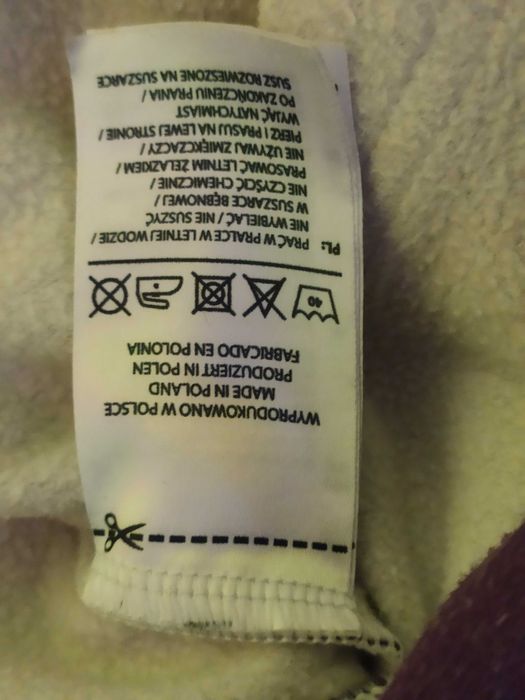 WYPRODUKOWANO W POLSCE
MADE IN POLAND
PRODUZIERT IN POLEN
FABRICADO EN POLONIA
40
PL: PRAĆ W PRALCE W LETNIEJ WODZIE /
NIE WYBIELAĆ / NIE SUSZYĆ
W SUSZARCE BĘBNOWEJ /
NIE CZYŚCIĆ CHEMICZNIE /
PRASOWAĆ LETNIM ŻELAZKIEM /
NIE UŻYWAJ ZMIĘKCZACZY /
PIERZ I PRASUJ NA LEWEJ STRONIE /
WYJĄĆ NATYCHMIAST
PO ZAKOŃCZENIU PRANIA /
SUSZ ROZWIESZONE NA SUSZARCE